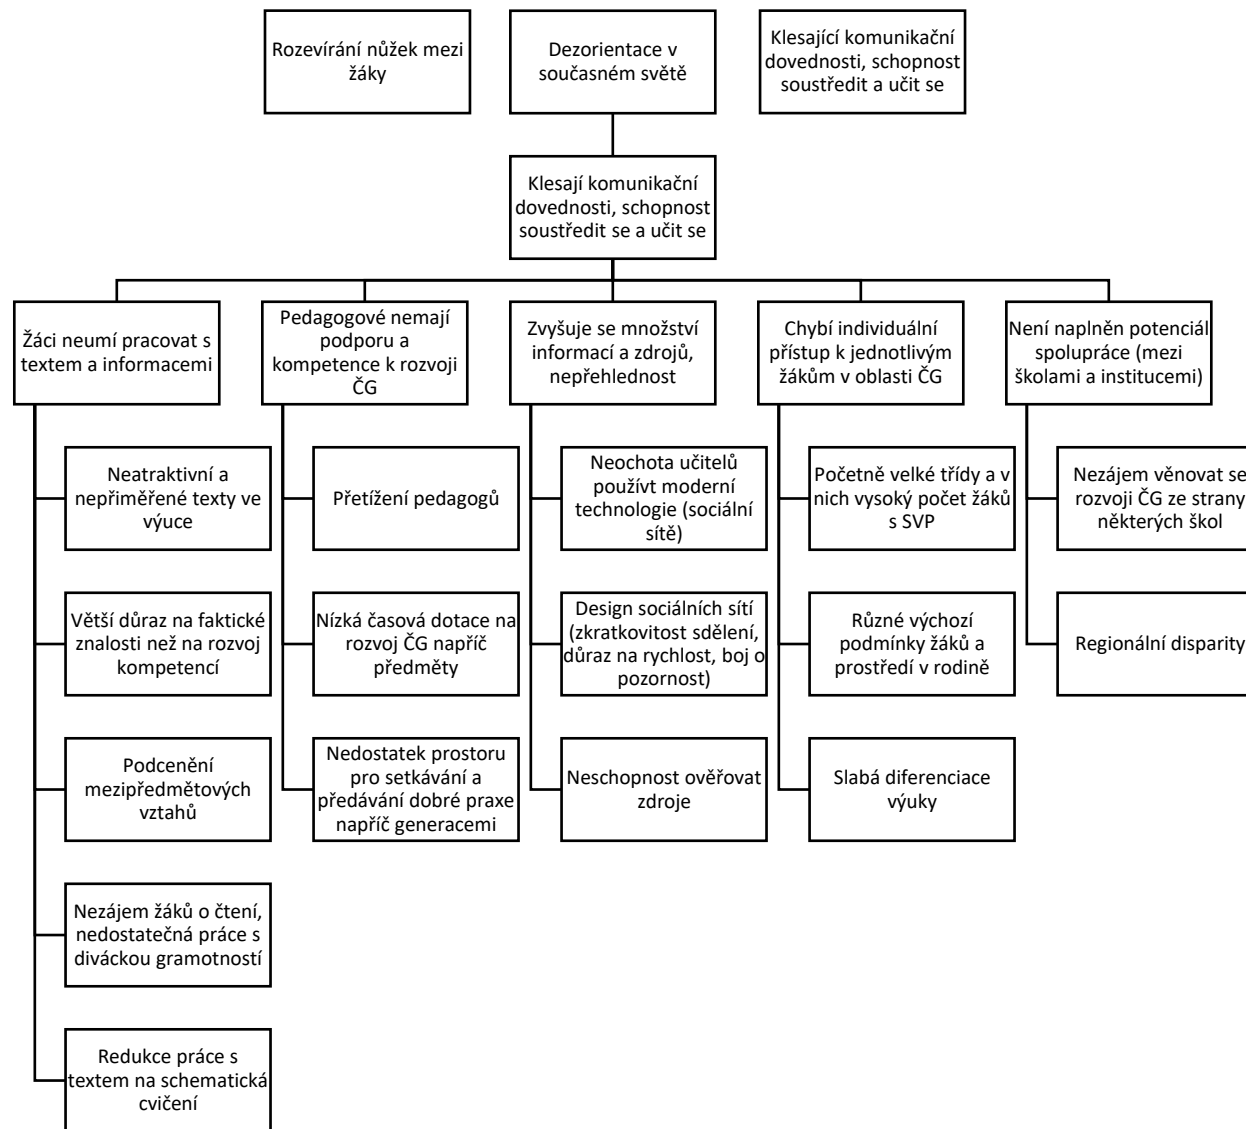 Rozevírání nůžek mezi
žáky
Dezorientace v
současném světě
Klesající komunikační
dovednosti, schopnost
soustředit a učit se
Klesají komunikační
dovednosti, schopnost
soustředit se a učit se
Žáci neumí pracovat s
textem a informacemi
Pedagogové nemají
podporu a
kompetence k rozvoji
ČG
Zvyšuje se množství
informací a zdrojů,
nepřehlednost
Chybí individuální
přístup k jednotlivým
žákům v oblasti ČG
Není naplněn potenciál
spolupráce (mezi
školami a institucemi)
Neatraktivní a
nepřiměřené texty ve
výuce
Přetížení pedagogů
Neochota učitelů
používt moderní
technologie (sociální
sítě)
Početně velké třídy a v
nich vysoký počet žáků
s SVP
Nezájem věnovat se
rozvoji ČG ze strany
některých škol
Větší důraz na faktické
znalosti než na rozvoj
kompetencí
Nízká časová dotace na
rozvoj ČG napříč
předměty
Design sociálních sítí
(zkratkovitost sdělení,
důraz na rychlost, boj o
pozornost)
Různé výchozí
podmínky žáků a
prostředí v rodině
Regionální disparity
Podcenění
mezipředmětových
vztahů
Nedostatek prostoru
pro setkávání a
předávání dobré praxe
napříč generacemi
Neschopnost ověřovat
zdroje
Slabá diferenciace
výuky
Nezájem žáků o čtení,
nedostatečná práce s
diváckou gramotností
Redukce práce s
textem na schematická
cvičení